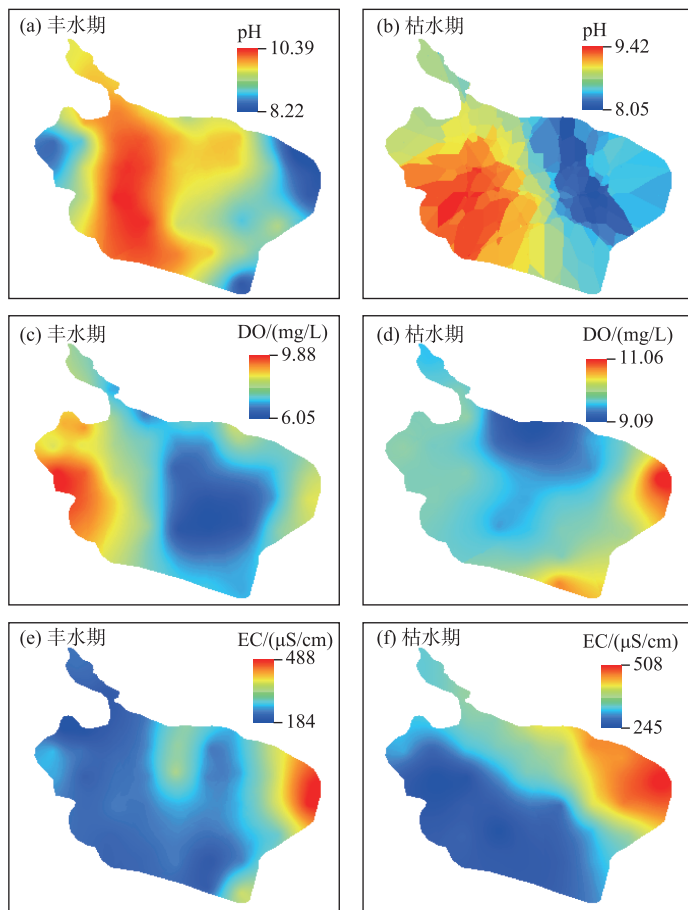 (a) 丰水期
pH
10.39
8.22
(b) 枯水期
pH
9.42
8.05
(c) 丰水期
DO/(mg/L)
9.88
6.05
(d) 枯水期
DO/(mg/L)
11.06
9.09
(e) 丰水期
EC/(μS/cm)
488
184
(f) 枯水期
EC/(μS/cm)
508
245